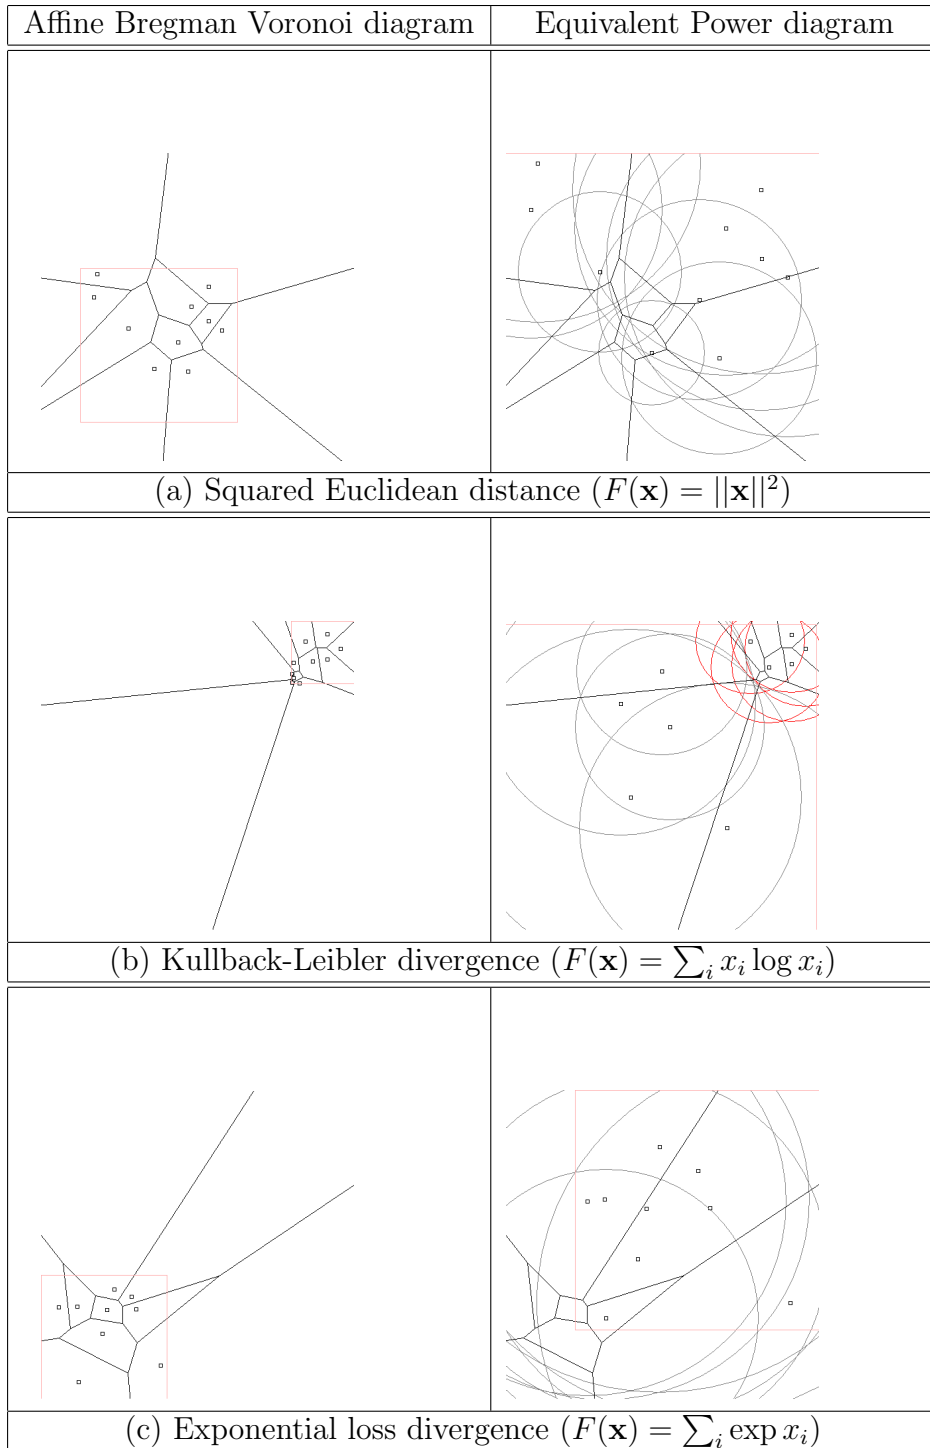 Affine Bregman Voronoi diagram Equivalent Power diagram
(a) Squared Euclidean distance (F(𝐱) = ||𝐱||²)
(b) Kullback-Leibler divergence (F(𝐱) = ∑ᵢ xᵢ log xᵢ)
(c) Exponential loss divergence (F(𝐱) = ∑ᵢ exp xᵢ)